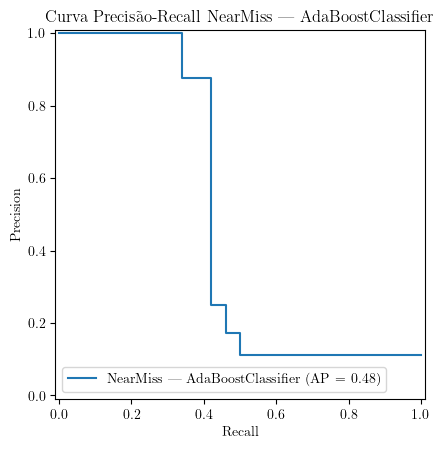 Curva Precisão-Recall NearMiss — AdaBoostClassifier
1.0
0.8
0.6
0.4
0.2
0.0
Precision
NearMiss — AdaBoostClassifier (AP = 0.48)
0.0 0.2 0.4 0.6 0.8 1.0
Recall